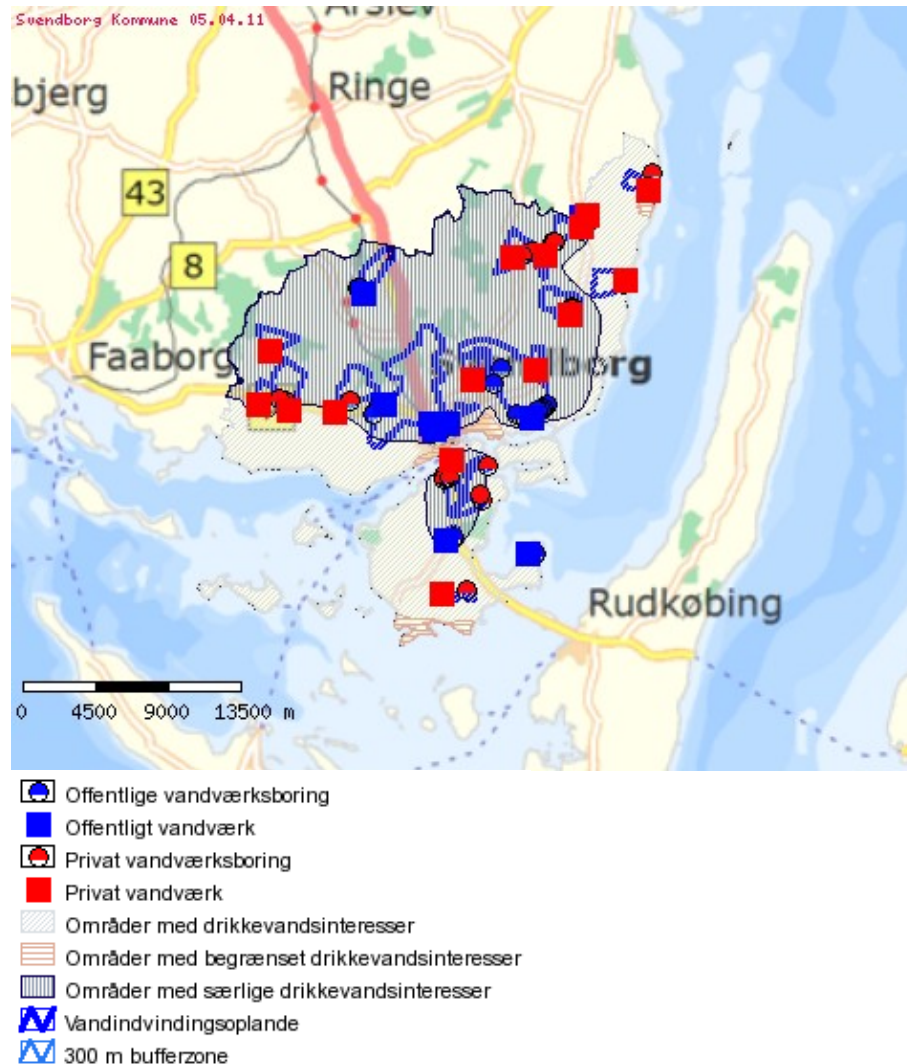 Svendborg Kommune 05.04.11
Årslev
Ringe
bjerg
43
8
Faaborg
Svendborg
Rudkøbing
0 4500 9000 13500 m
Offentlige vandværksboring
Offentligt vandværk
Privat vandværksboring
Privat vandværk
Områder med drikkevandsinteresser
Områder med begrænset drikkevandsinteresser
Områder med særlige drikkevandsinteresser
Vandindvindingsoplande
300 m bufferzone